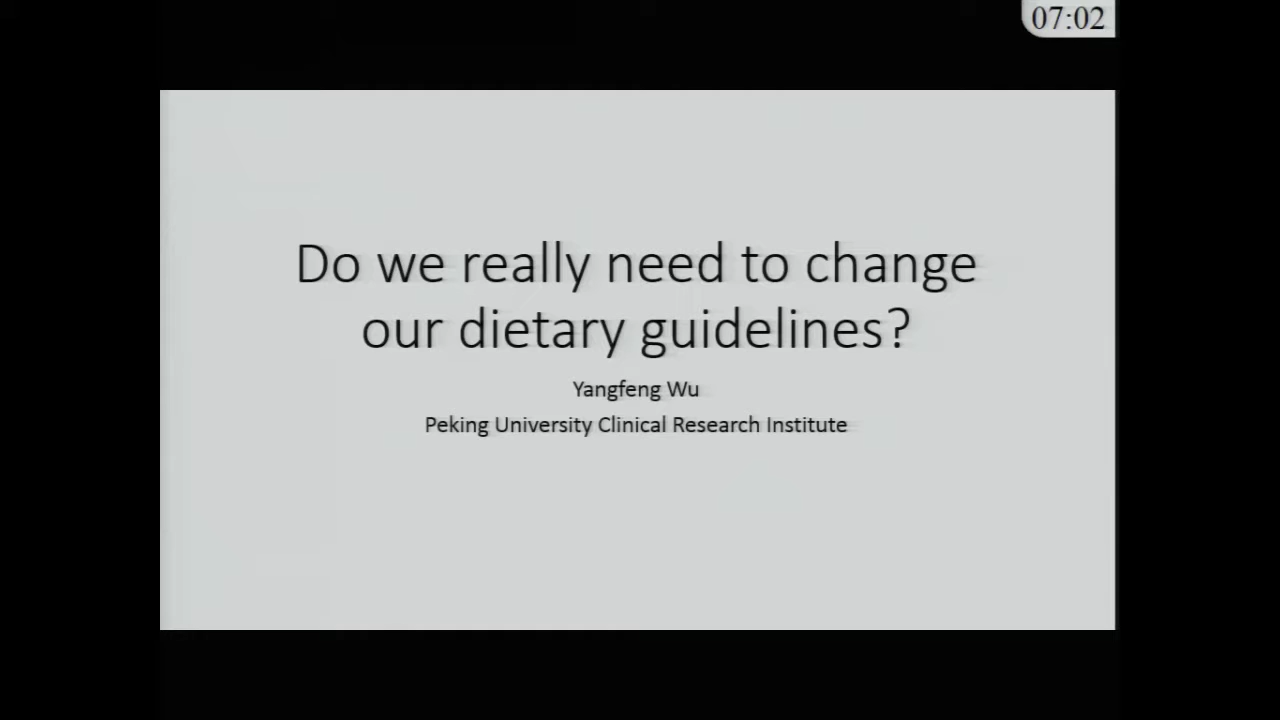 07:02
Do we really need to change
our dietary guidelines?
Yangfeng Wu
Peking University Clinical Research Institute